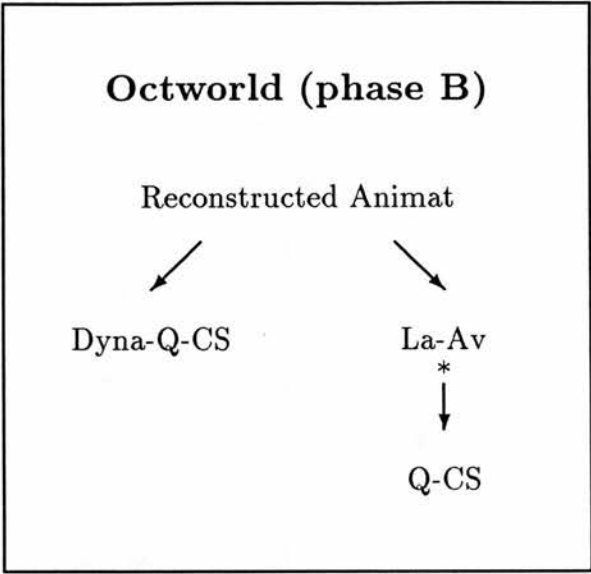 Octworld (phase B)
Reconstructed Animat
Dyna-Q-CS La-Av
*
Q-CS